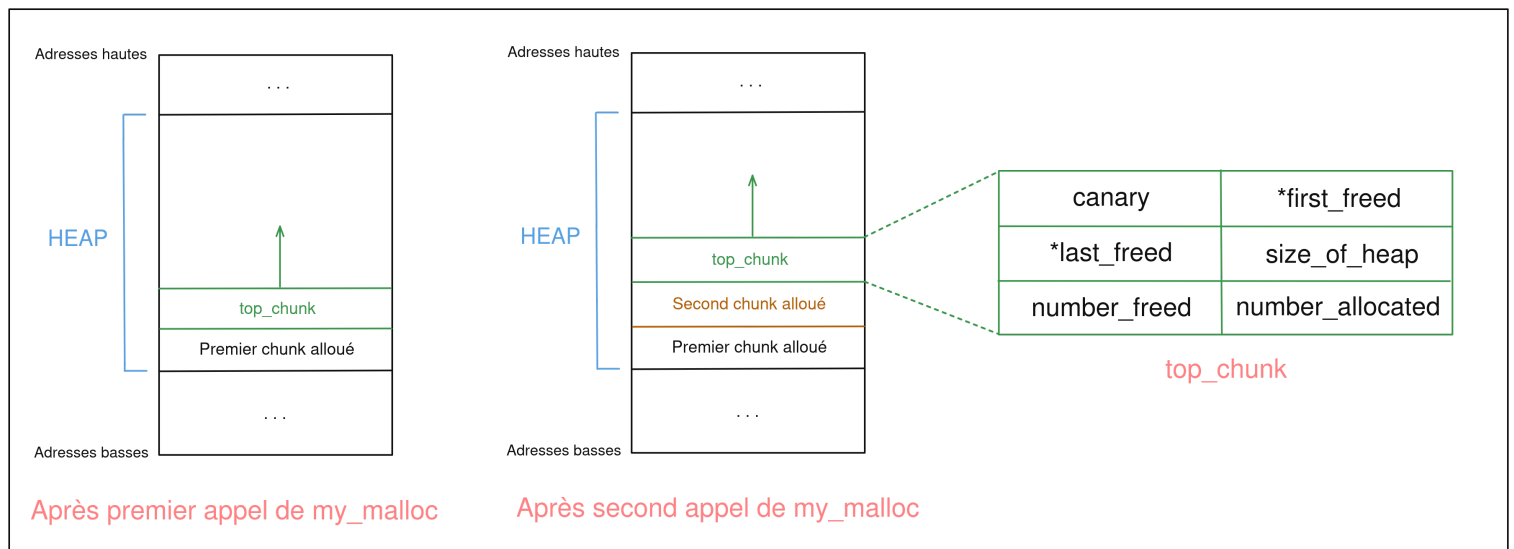 Adresses hautes
. . .
HEAP
top_chunk
Premier chunk alloué
. . .
Adresses basses
Après premier appel de my_malloc
Adresses hautes
. . .
HEAP
top_chunk
Second chunk alloué
Premier chunk alloué
. . .
Adresses basses
Après second appel de my_malloc
canary
*first_freed
*last_freed
size_of_heap
number_freed
number_allocated
top_chunk